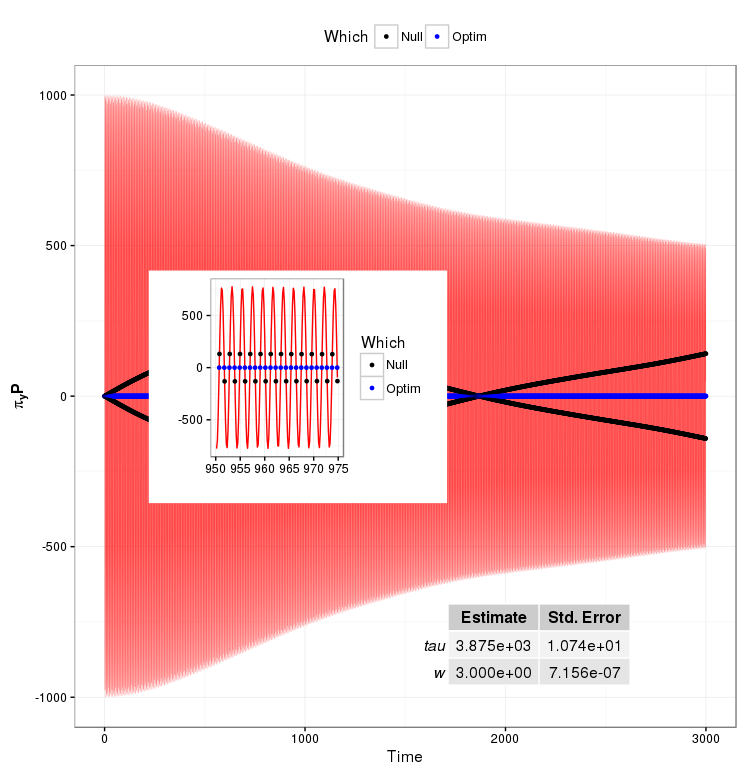 Which Null Optim
1000
500
0
-500
-1000
πyP
500
0
-500
950 955 960 965 970 975
Which
Null
Optim
Estimate Std. Error
tau 3.875e+03 1.074e+01
w 3.000e+00 7.156e-07
0 1000 2000 3000
Time